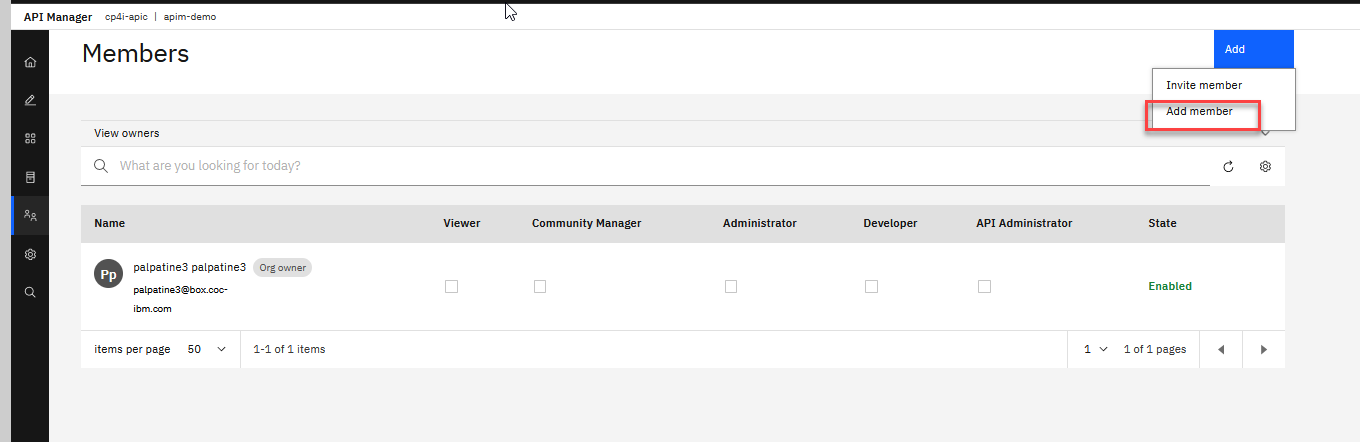 API Manager cp4i-apic | apim-demo
Members
Add
Invite member
Add member
View owners
What are you looking for today?
Name Viewer Community Manager Administrator Developer API Administrator State
Pp palpatine3 palpatine3 Org owner
palpatine3@box.coc-
ibm.com
Enabled
items per page 50 1-1 of 1 items 1 1 of 1 pages